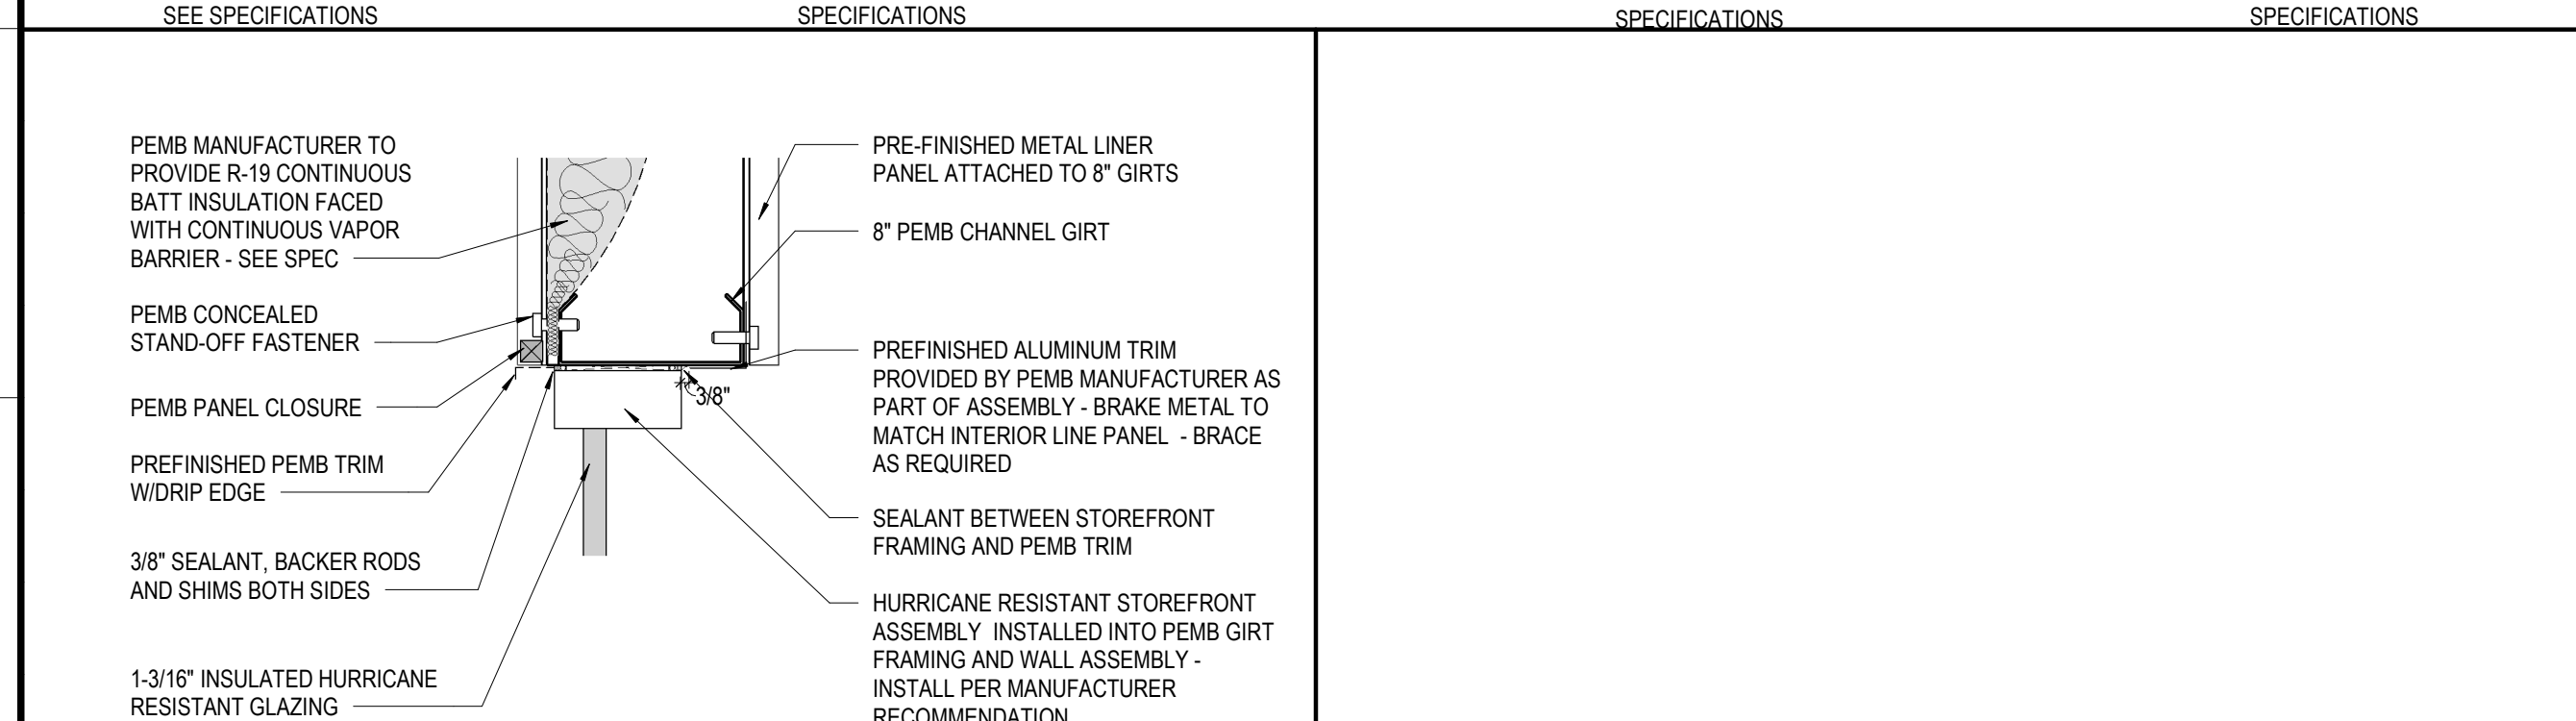 SEE SPECIFICATIONS
SPECIFICATIONS
SPECIFICATIONS
SPECIFICATIONS
PEMB MANUFACTURER TO
PROVIDE R-19 CONTINUOUS
BATT INSULATION FACED
WITH CONTINUOUS VAPOR
BARRIER - SEE SPEC
PEMB CONCEALED
STAND-OFF FASTENER
PEMB PANEL CLOSURE
PREFINISHED PEMB TRIM
W/DRIP EDGE
3/8" SEALANT, BACKER RODS
AND SHIMS BOTH SIDES
1-3/16" INSULATED HURRICANE
RESISTANT GLAZING
3/8"
PRE-FINISHED METAL LINER
PANEL ATTACHED TO 8" GIRTS
8" PEMB CHANNEL GIRT
PREFINISHED ALUMINUM TRIM
PROVIDED BY PEMB MANUFACTURER AS
PART OF ASSEMBLY - BRAKE METAL TO
MATCH INTERIOR LINE PANEL - BRACE
AS REQUIRED
SEALANT BETWEEN STOREFRONT
FRAMING AND PEMB TRIM
HURRICANE RESISTANT STOREFRONT
ASSEMBLY INSTALLED INTO PEMB GIRT
FRAMING AND WALL ASSEMBLY -
INSTALL PER MANUFACTURER
RECOMMENDATION